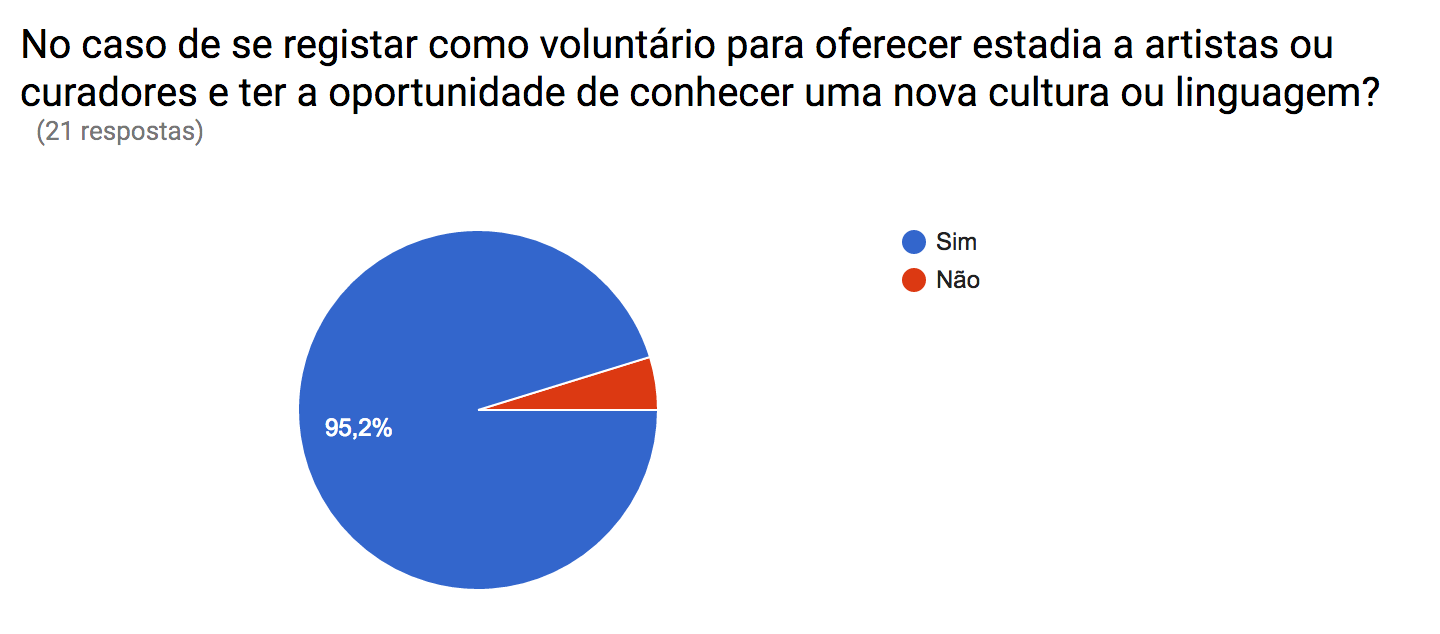 No caso de se registar como voluntário para oferecer estadia a artistas ou
curadores e ter a oportunidade de conhecer uma nova cultura ou linguagem?
(21 respostas)
Sim
Não
95,2%